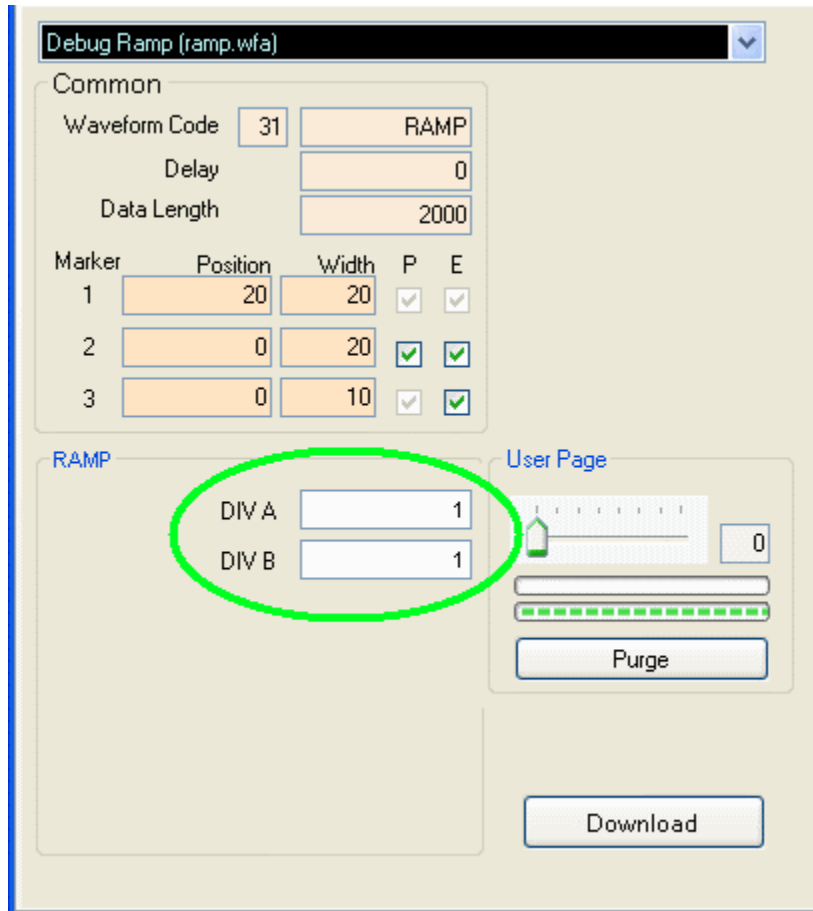 Debug Ramp (ramp.wfa)
Common
Waveform Code 31 RAMP
Delay 0
Data Length 2000
Marker Position Width P E
1 20 20
2 0 20
3 0 10
RAMP
DIV A 1
DIV B 1
User Page
0
Purge
Download